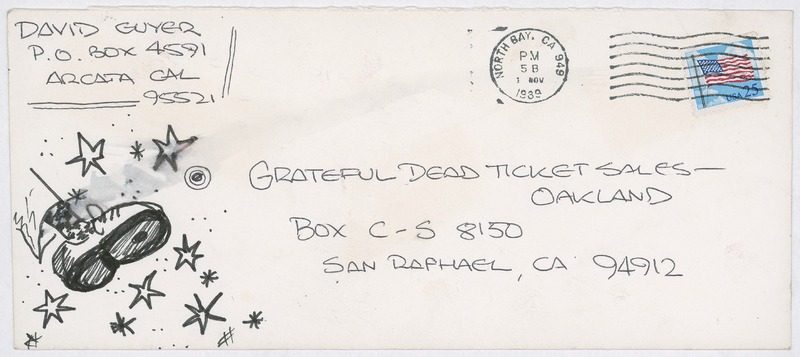 DAVID GUYER
P.O. BOX 4591
ARCATA CAL
95521
NORTH BAY, CA 949
PM
5B
1 NOV
1989
USA 25
GRATEFUL DEAD TICKET SALES—
OAKLAND
BOX C-S 8150
SAN RAPHAEL, CA 94912